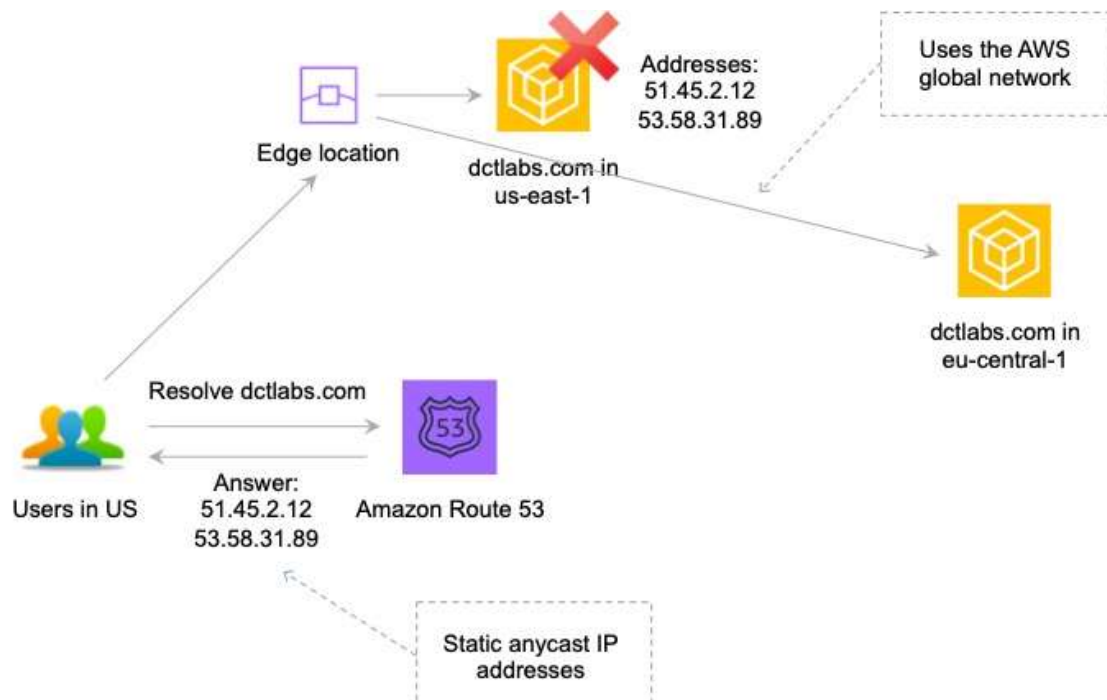 Addresses:
51.45.2.12
53.58.31.89
Uses the AWS
global network
Edge location
dctlabs.com in
us-east-1
dctlabs.com in
eu-central-1
Resolve dctlabs.com
53
Users in US
Answer:
51.45.2.12
53.58.31.89
Amazon Route 53
Static anycast IP
addresses